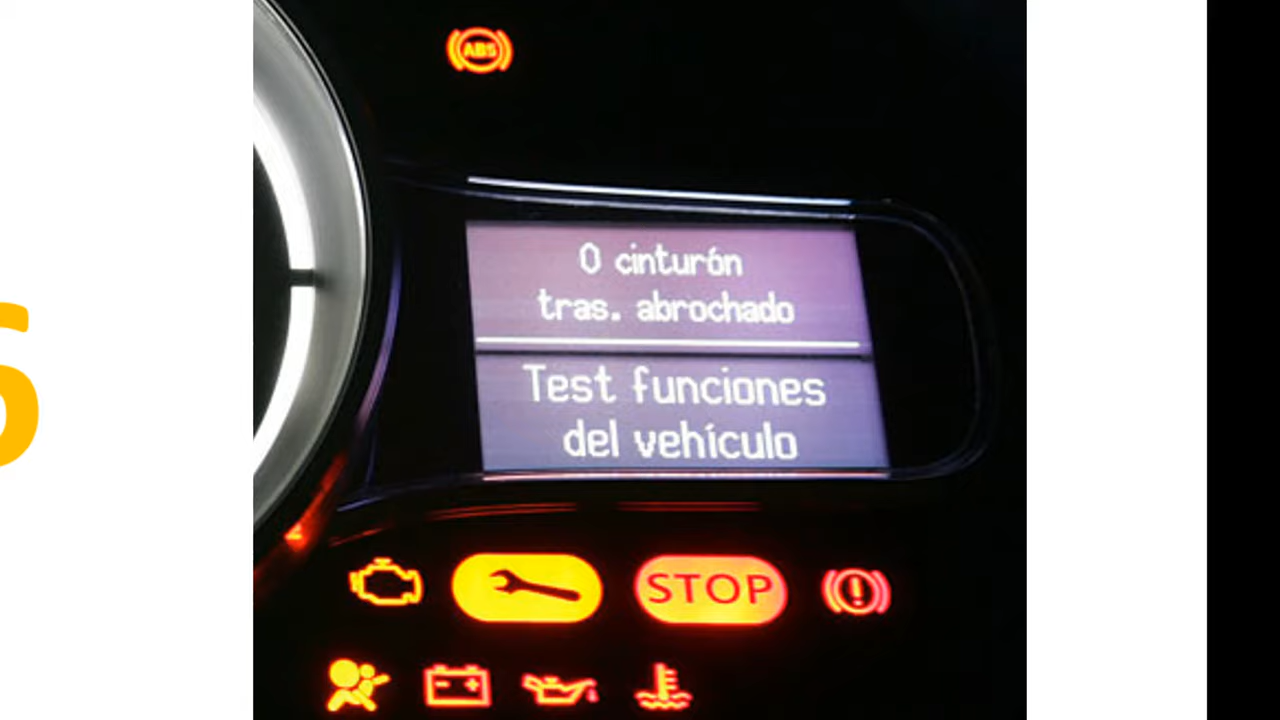 ABS
0 cinturón
tras. abrochado
Test funciones
del vehículo
STOP